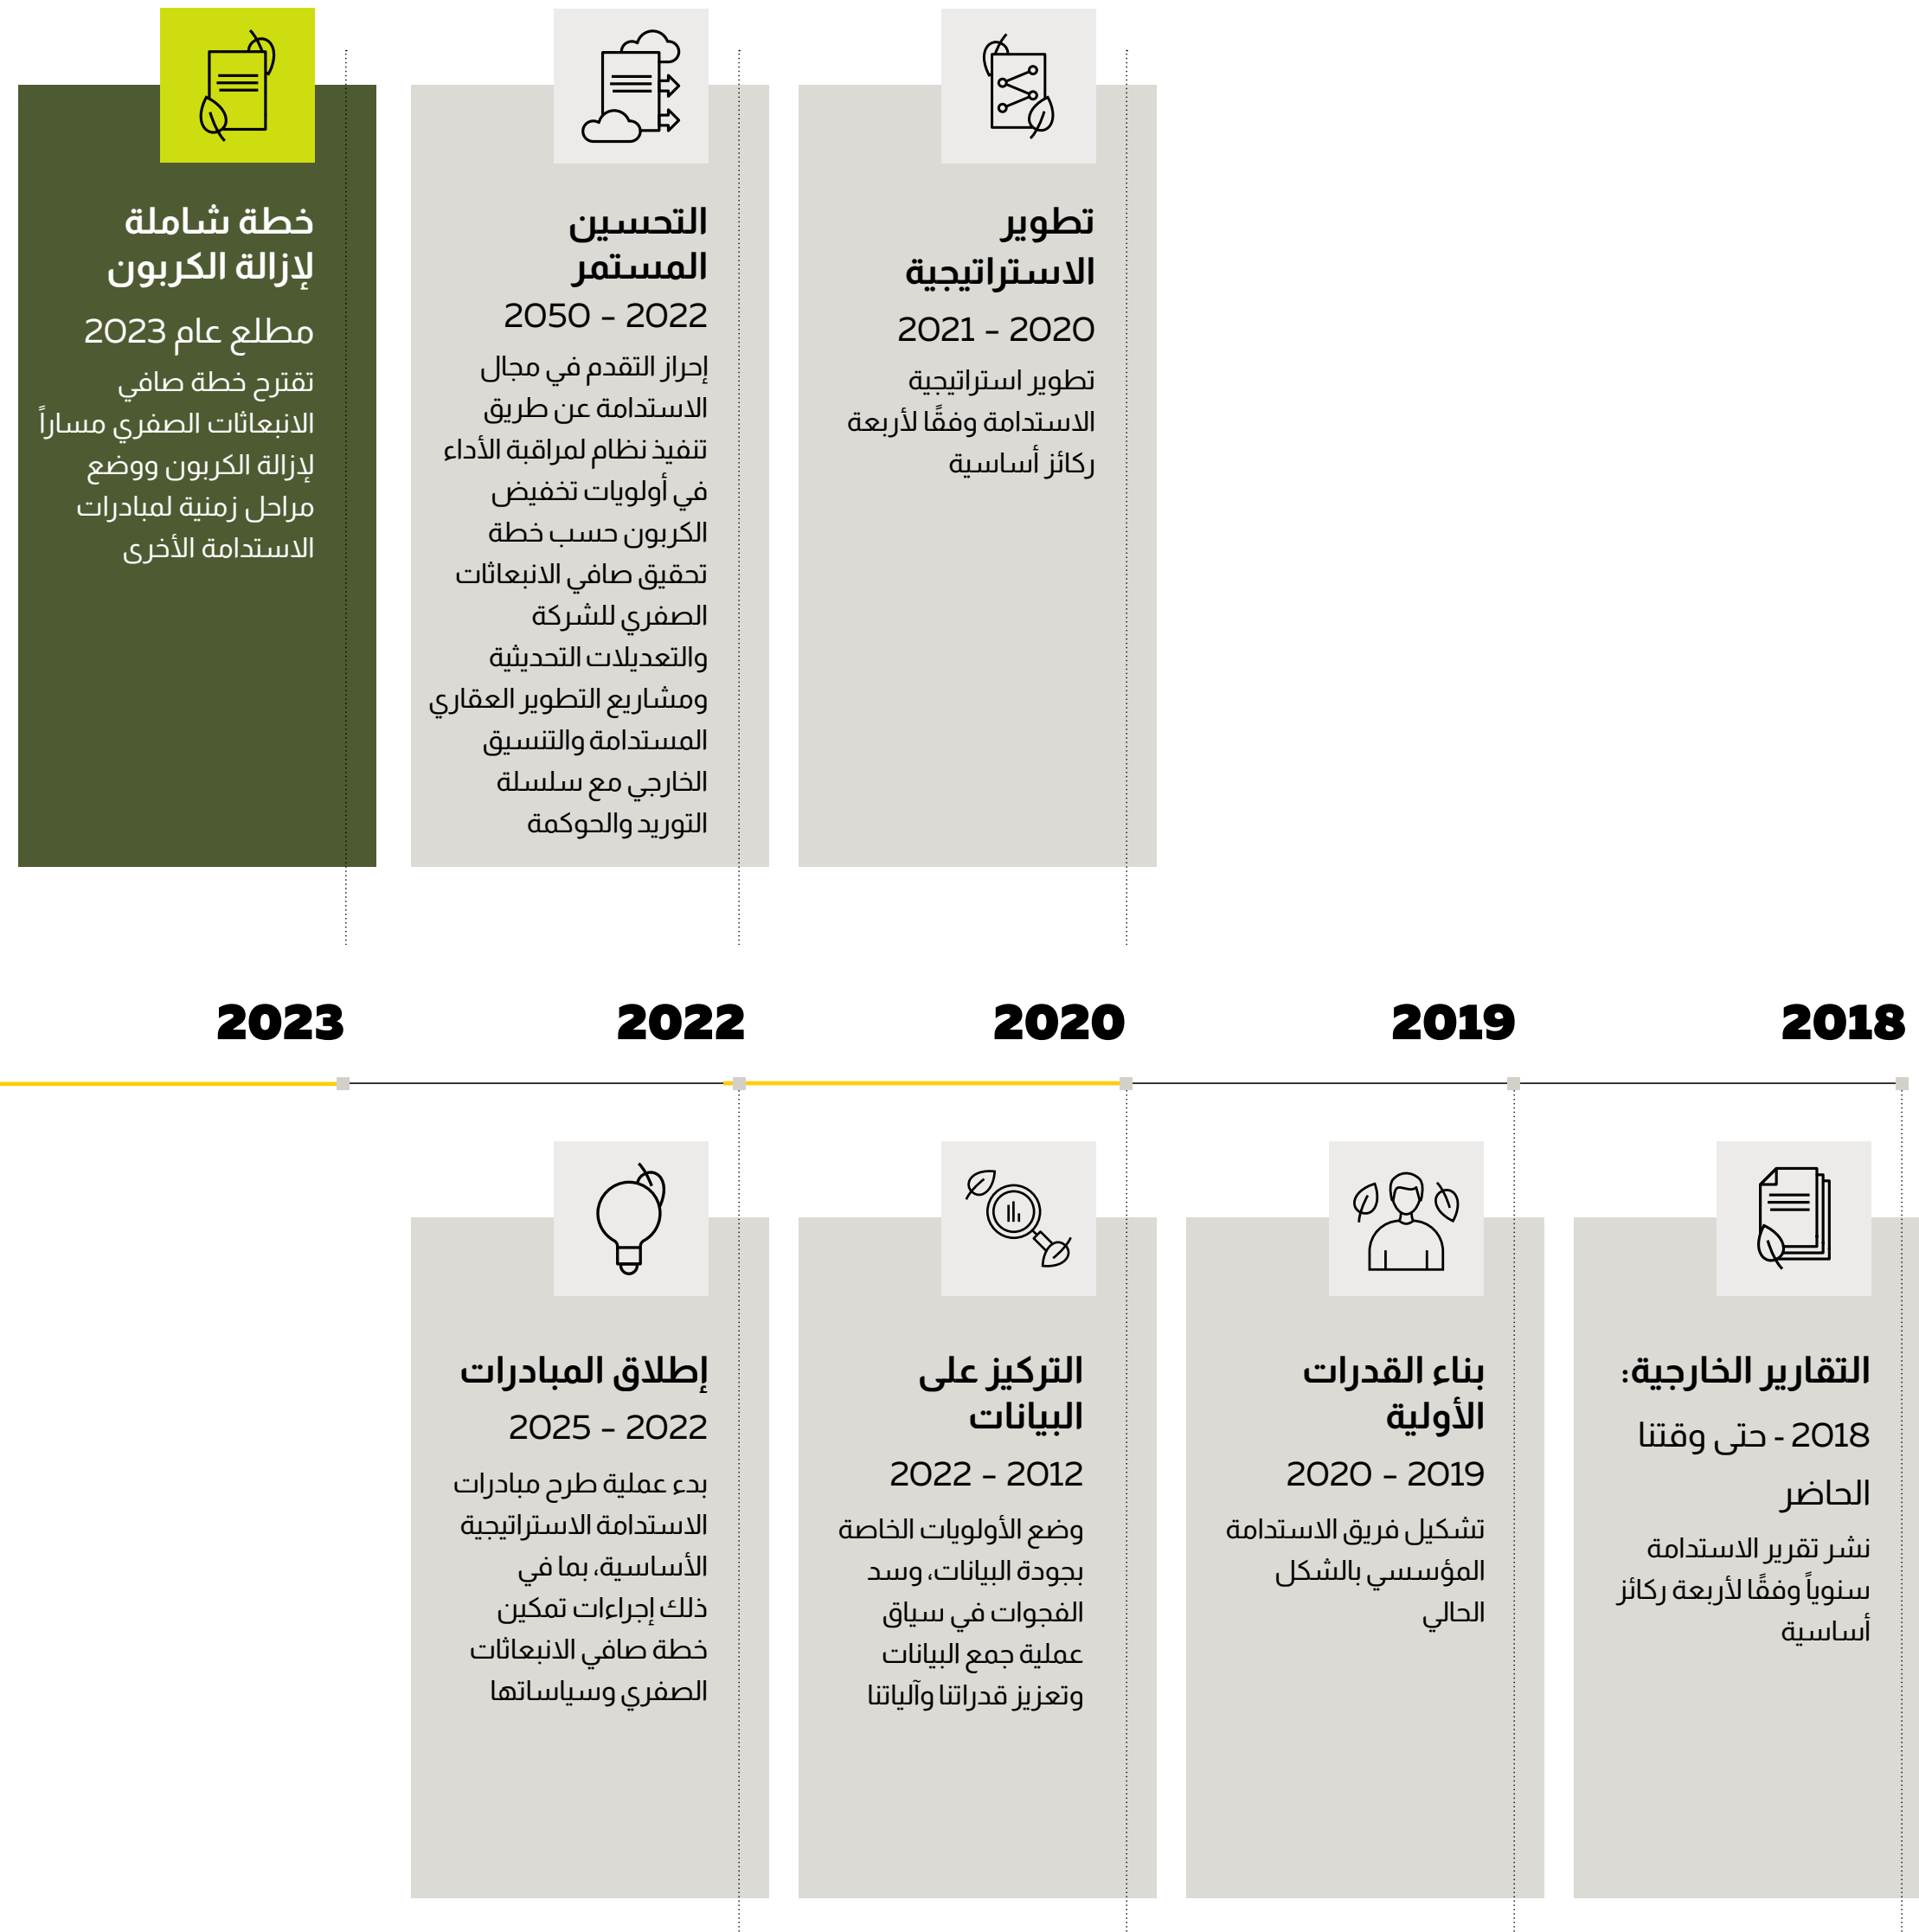 تطوير
الاستراتيجية
2020 – 2021
تطوير استراتيجية
الاستدامة وفقًا لأربعة
ركائز أساسية
التحسين
المستمر
2022 – 2050
إحراز التقدم في مجال
الاستدامة عن طريق
تنفيذ نظام لمراقبة الأداء
في أولويات تخفيض
الكربون حسب خطة
تحقيق صافي الانبعاثات
الصفري للشركة
والتعديلات التحديثية
ومشاريع التطوير العقاري
المستدامة والتنسيق
الخارجي مع سلسلة
التوريد والحوكمة
خطة شاملة
لإزالة الكربون
مطلع عام 2023
تقترح خطة صافي
الانبعاثات الصفري مساراً
لإزالة الكربون ووضع
مراحل زمنية لمبادرات
الاستدامة الأخرى
2018
2019
2020
2022
2023
التقارير الخارجية:
2018 - حتى وقتنا
الحاضر
نشر تقرير الاستدامة
سنوياً وفقًا لأربعة ركائز
أساسية
بناء القدرات
الأولية
2019 – 2020
تشكيل فريق الاستدامة
المؤسسي بالشكل
الحالي
التركيز على
البيانات
2012 – 2022
وضع الأولويات الخاصة
بجودة البيانات، وسد
الفجوات في سياق
عملية جمع البيانات
وتعزيز قدراتنا وآلياتنا
إطلاق المبادرات
2022 – 2025
بدء عملية طرح مبادرات
الاستدامة الاستراتيجية
الأساسية، بما في
ذلك إجراءات تمكين
خطة صافي الانبعاثات
الصفري وسياساتها